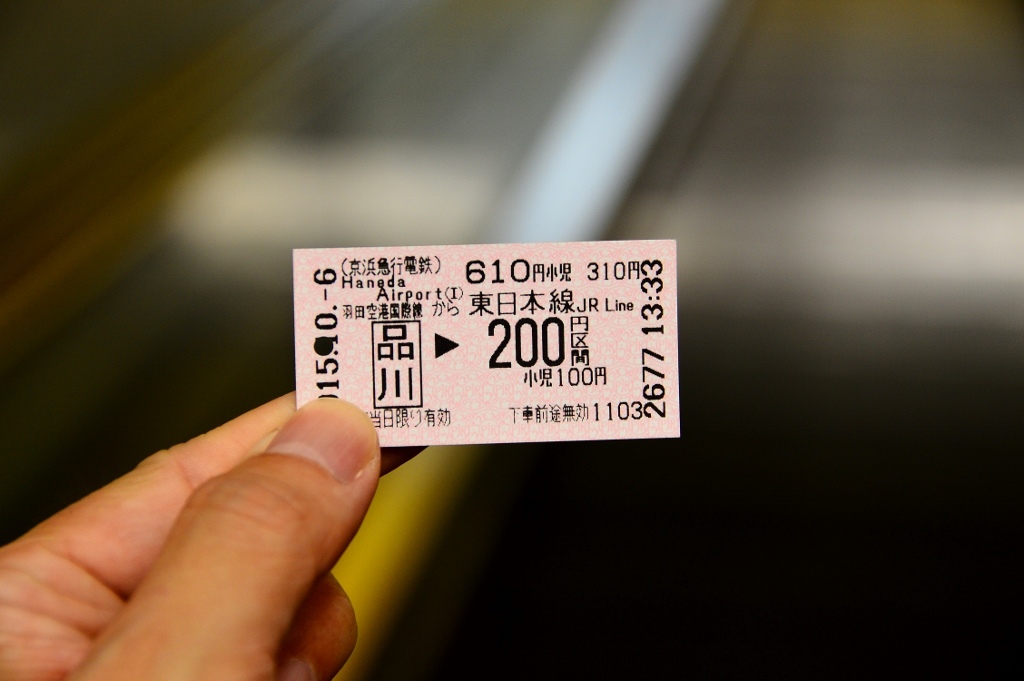 (京浜急行電鉄)
Haneda
Airport(I)
羽田空港国際線 から
610円小児 310円
東日本線 JR Line
品川 ▶ 200円区間
小児100円
当日限り有効
下車前途無効 1103
015.10.-6
2677 13:33